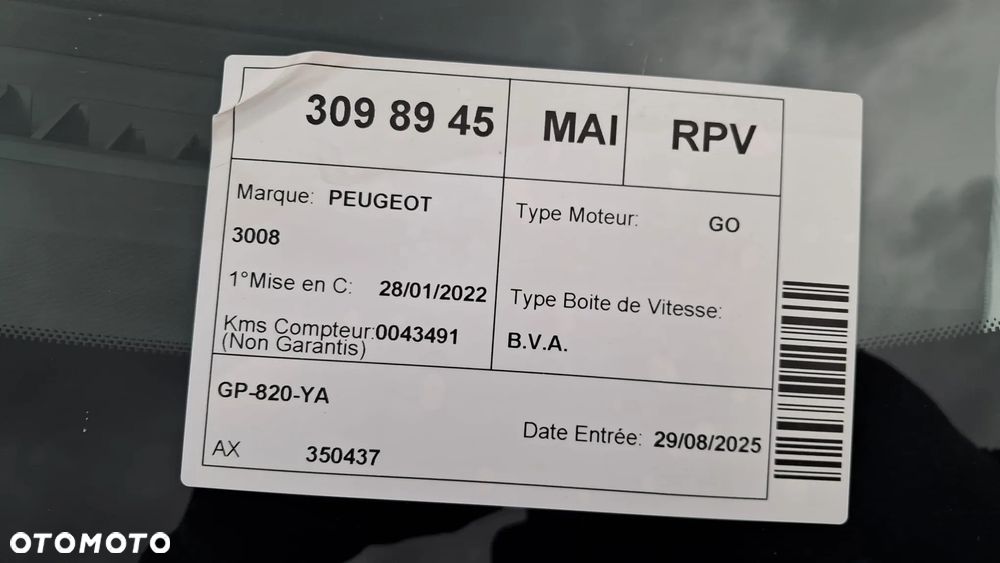 309 89 45 MAI RPV
Marque: PEUGEOT
3008
1°Mise en C: 28/01/2022
Kms Compteur:0043491
(Non Garantis)
Type Moteur: GO
Type Boite de Vitesse:
B.V.A.
GP-820-YA
AX 350437
Date Entrée: 29/08/2025
OTOMOTO